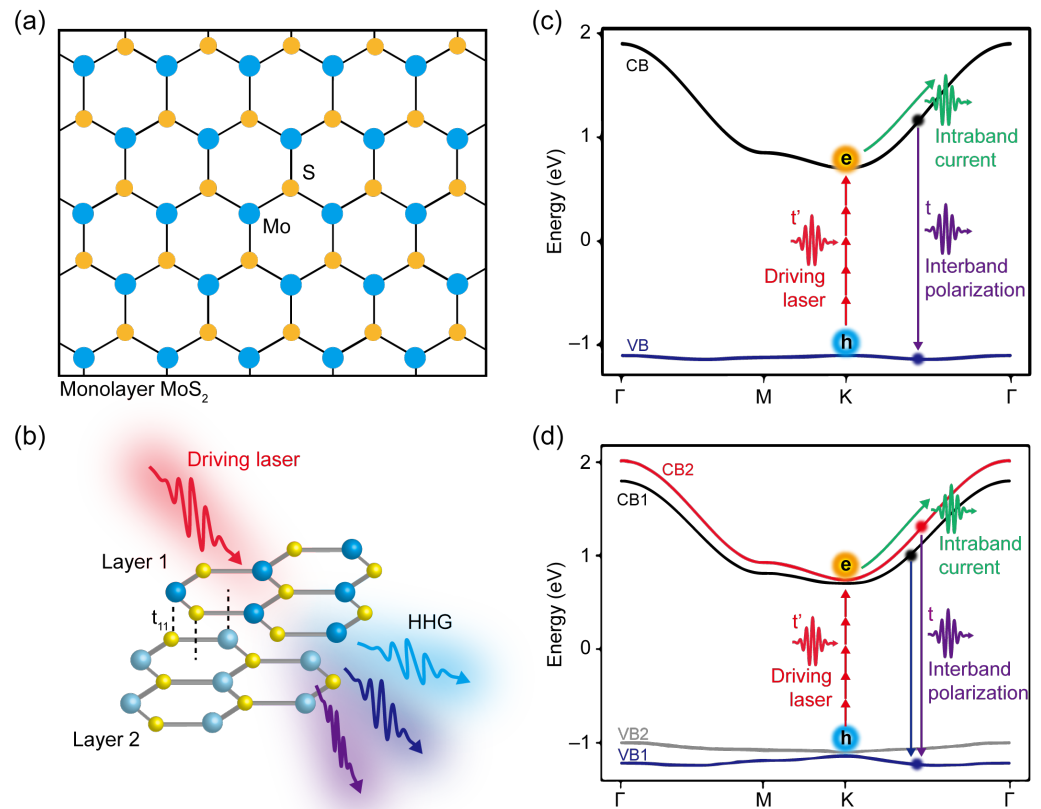 (a)
S
Mo
Monolayer MoS₂
(b)
Driving laser
Layer 1
t₁₁
HHG
Layer 2
(c)
2
1
0
−1
Energy (eV)
CB
e
Intraband
current
t'
Driving
laser
t
Interband
polarization
h
VB
Γ
M
K
Γ
(d)
2
1
0
−1
Energy (eV)
CB2
CB1
e
Intraband
current
t'
Driving
laser
t
Interband
polarization
h
VB2
VB1
Γ
M
K
Γ